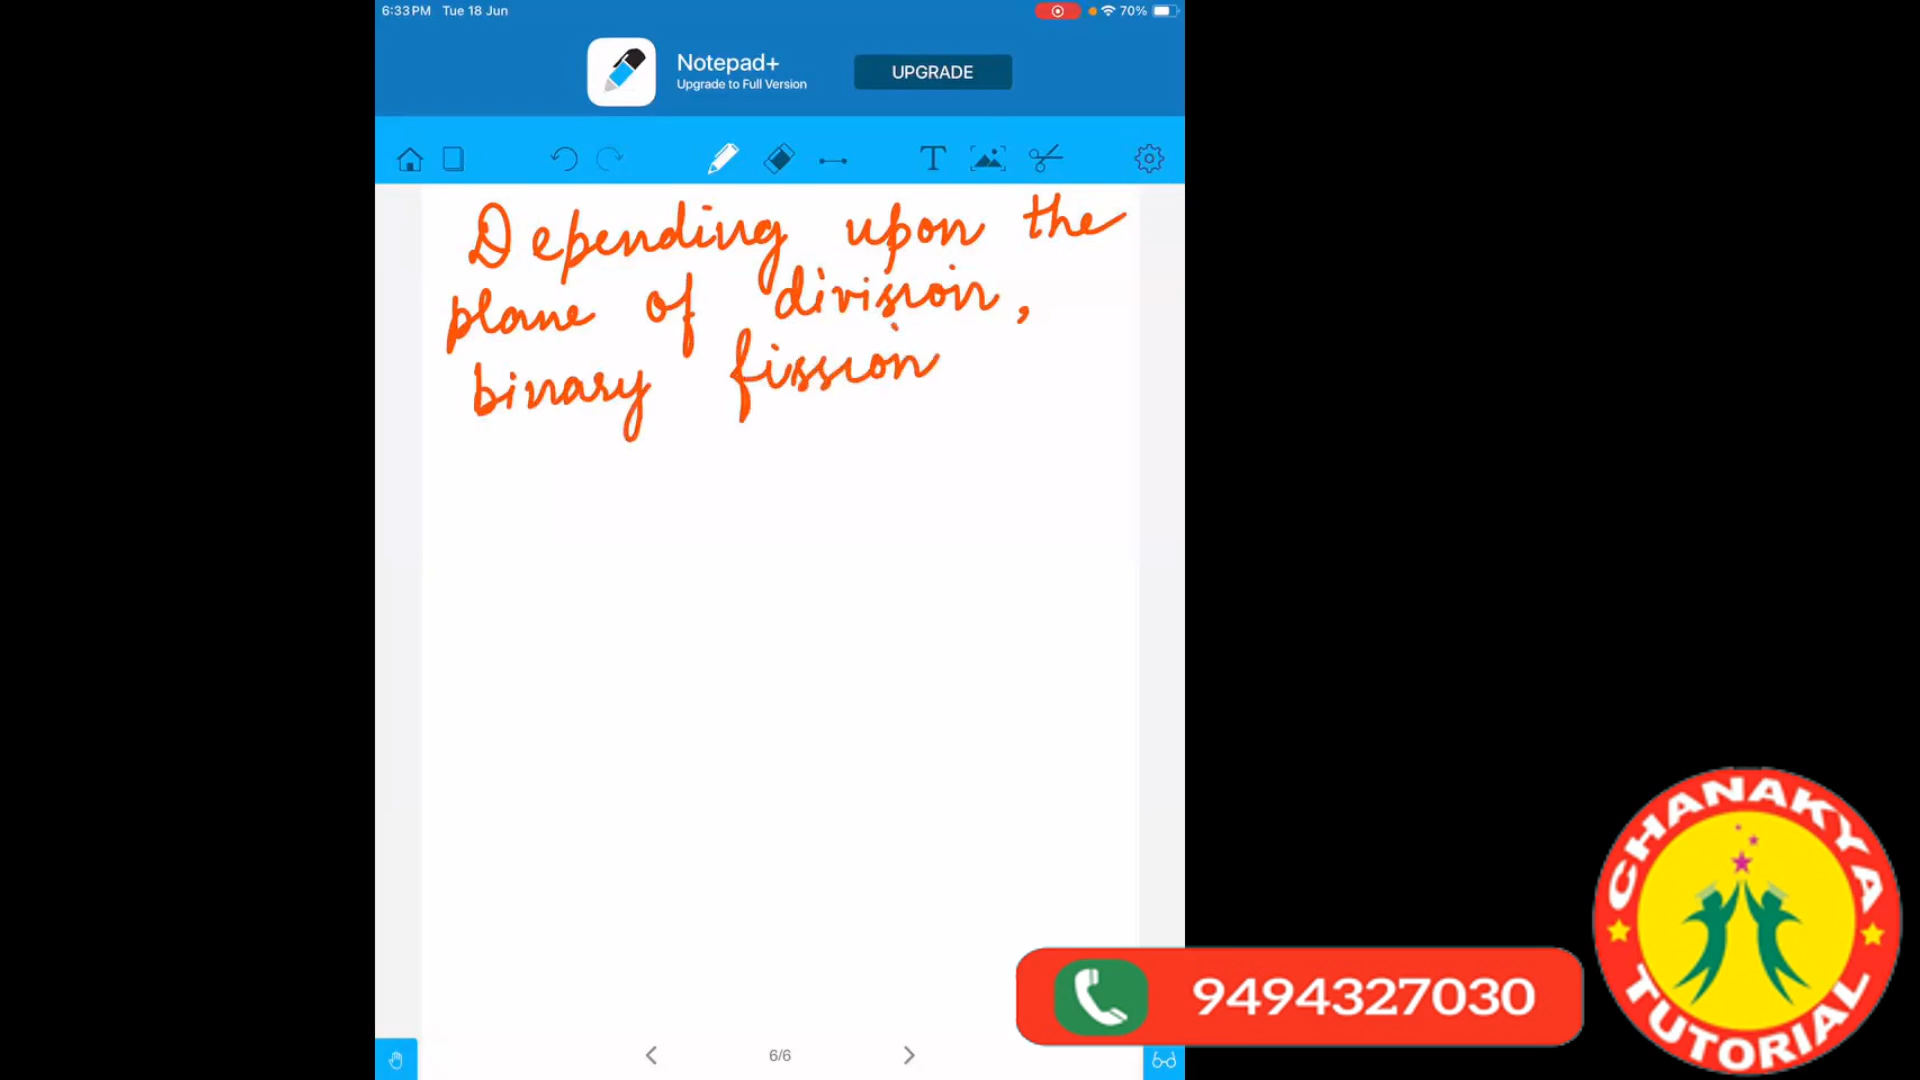 6:33 PM Tue 18 Jun
70%
Notepad+
Upgrade to Full Version
UPGRADE
T
Depending upon the
plane of division,
binary fission
9494327030
CHANAKYA
TUTORIAL
6/6